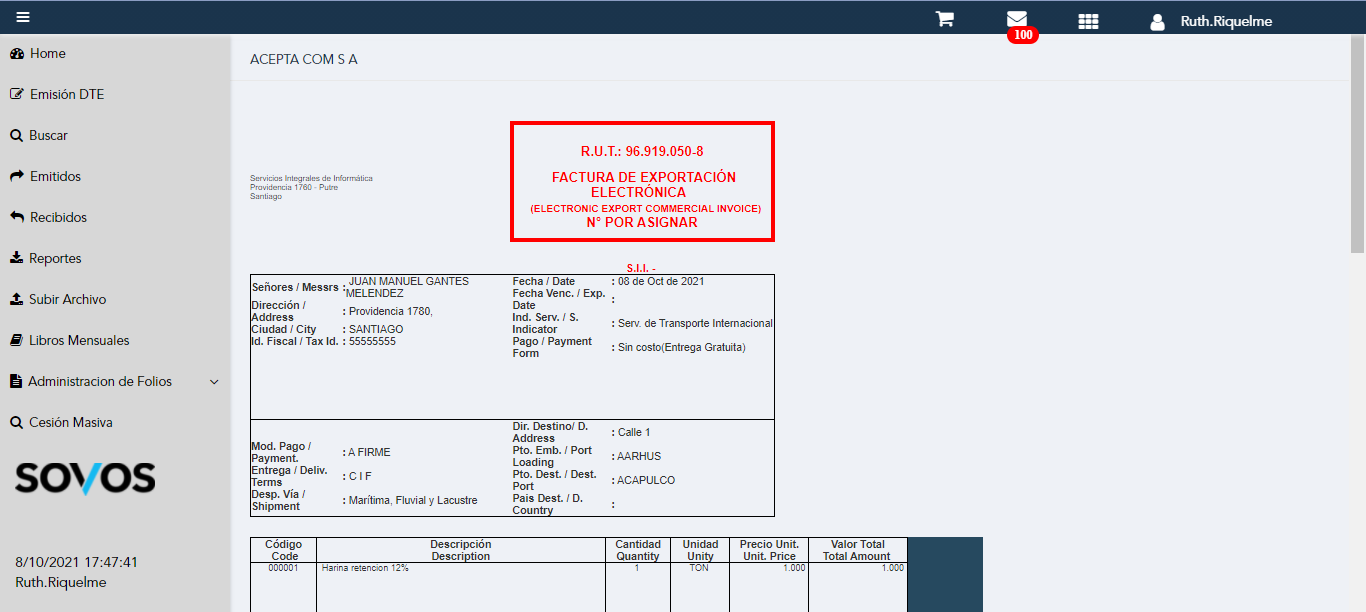 Ruth.Riquelme
100
Home
Emisión DTE
Buscar
Emitidos
Recibidos
Reportes
Subir Archivo
Libros Mensuales
Administracion de Folios
Cesión Masiva
SOVOS
8/10/2021 17:47:41
Ruth.Riquelme
ACEPTA COM S A
Servicios Integrales de Informática
Providencia 1760 - Putre
Santiago
R.U.T.: 96.919.050-8
FACTURA DE EXPORTACIÓN
ELECTRÓNICA
(ELECTRONIC EXPORT COMMERCIAL INVOICE)
N° POR ASIGNAR
S.I.I. -
Señores / Messrs : JUAN MANUEL GANTES
MELENDEZ
Dirección /
Address : Providencia 1780,
Ciudad / City : SANTIAGO
Id. Fiscal / Tax Id. : 55555555
Fecha / Date : 08 de Oct de 2021
Fecha Venc. / Exp.
Date :
Ind. Serv. / S.
Indicator : Serv. de Transporte Internacional
Pago / Payment
Form : Sin costo(Entrega Gratuita)
Mod. Pago /
Payment. : A FIRME
Entrega / Deliv.
Terms : C I F
Desp. Vía /
Shipment : Marítima, Fluvial y Lacustre
Dir. Destino/ D.
Address : Calle 1
Pto. Emb. / Port
Loading : AARHUS
Pto. Dest. / Dest.
Port : ACAPULCO
Pais Dest. / D.
Country :
Código Descripción Cantidad Unidad Precio Unit. Valor Total
Code Description Quantity Unity Unit. Price Total Amount
000001 Harina retencion 12% 1 TON 1.000 1.000